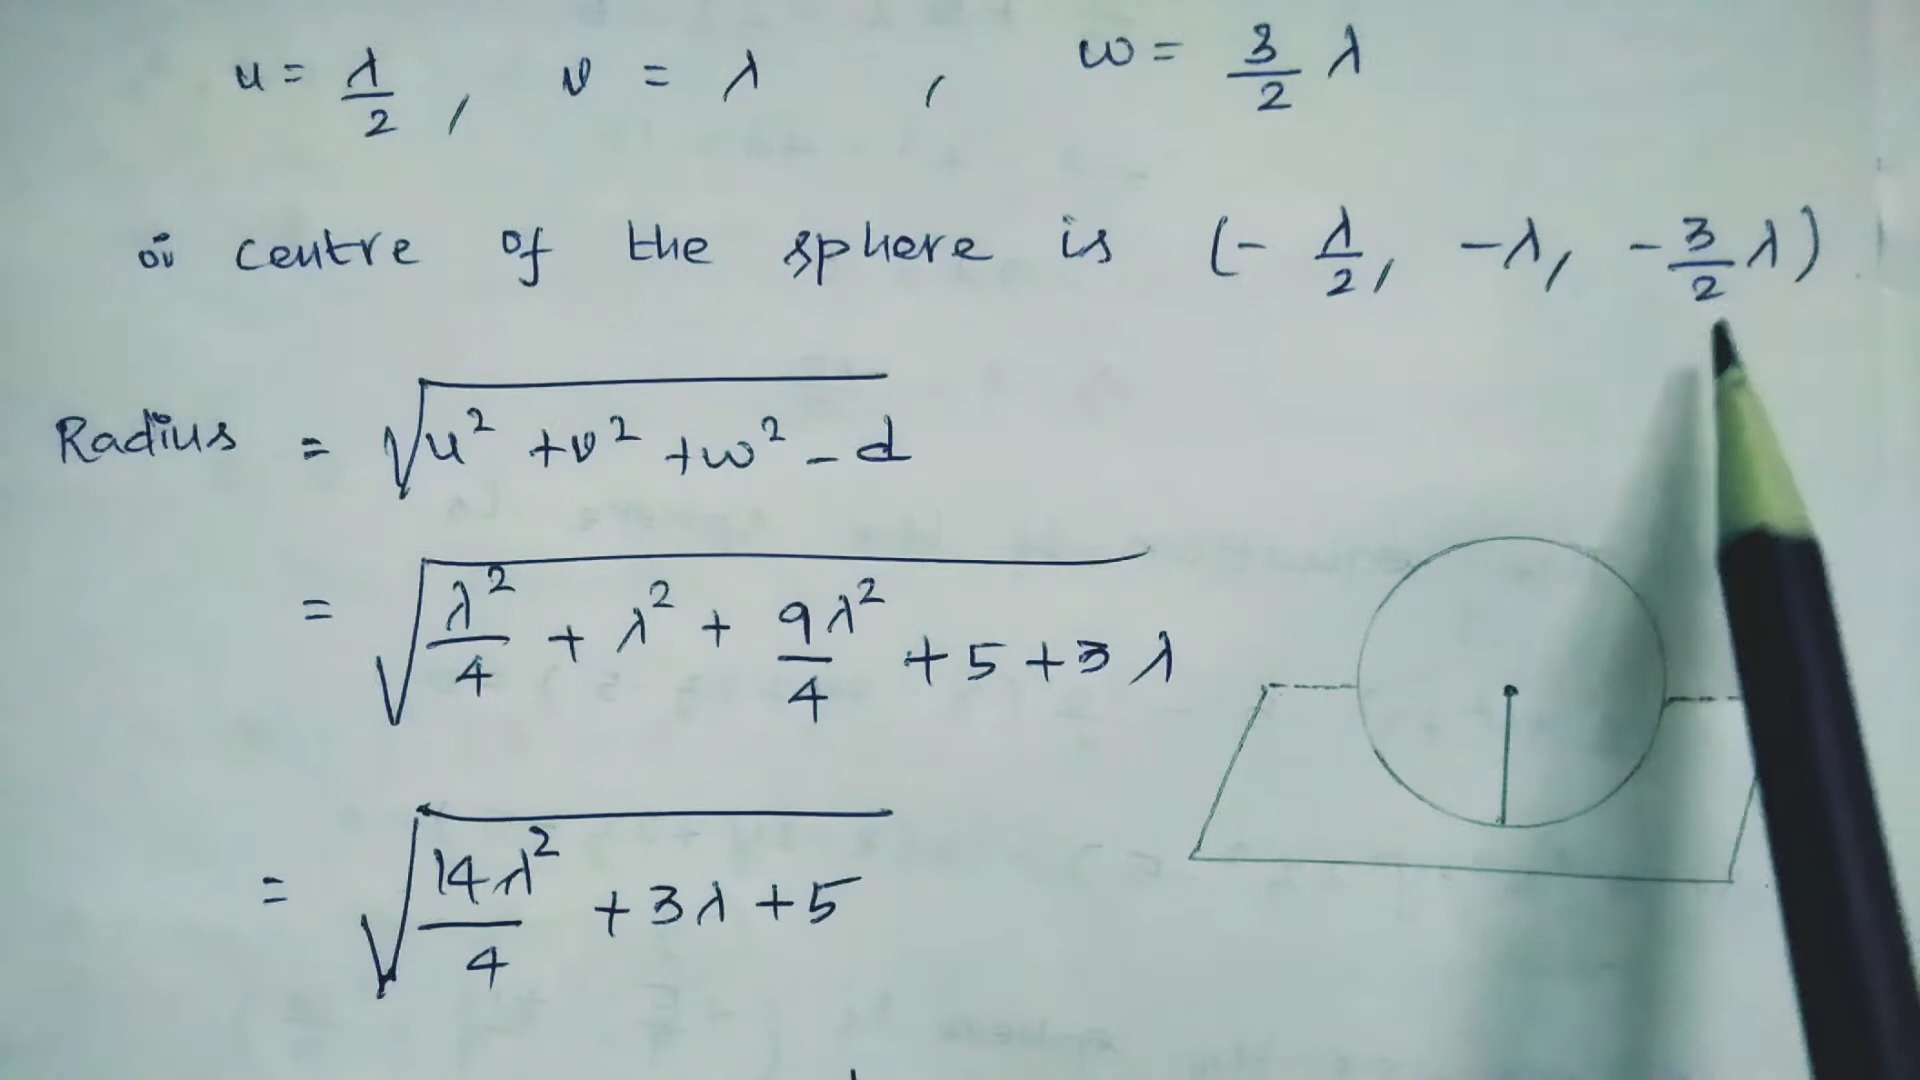 u = λ/2 , v = λ , w = 3/2 λ
∴ centre of the sphere is (- λ/2, -λ, -3/2 λ)
Radius = √(u² + v² + w² - d)
= √(λ²/4 + λ² + 9λ²/4 + 5 + 3λ)
= √(14λ²/4 + 3λ + 5)